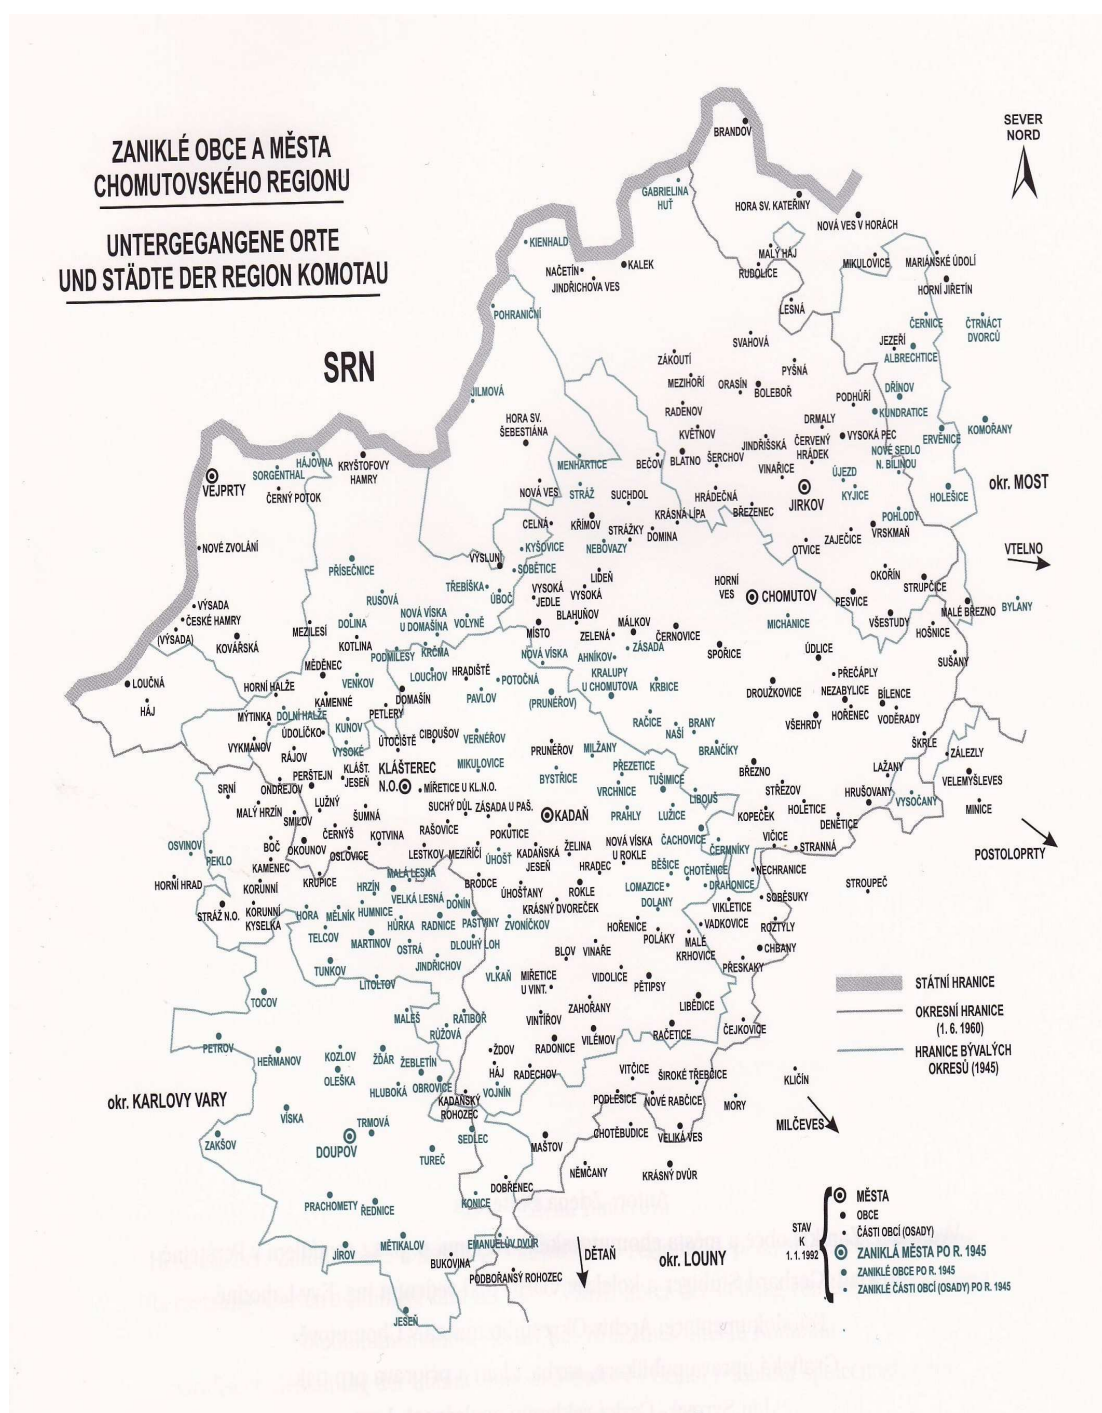 SEVER
NORD
ZANIKLÉ OBCE A MĚSTA
CHOMUTOVSKÉHO REGIONU
UNTERGEGANGENE ORTE
UND STÄDTE DER REGION KOMOTAU
SRN
BRANDOV
GABRIELINA
HUŤ
HORA SV. KATEŘINY
NOVÁ VES V HORÁCH
KIENHALD
NAČETÍN
KALEK
JINDŘICHOVA VES
MALÝ HÁJ
RUDOLICE
MIKULOVICE
MARIÁNSKÉ ÚDOLÍ
HORNÍ JIŘETÍN
POHRANIČNÍ
LESNÁ
ČERNICE
ČTRNÁCT
DVORCŮ
SVAHOVÁ
JEZEŘÍ
ALBRECHTICE
ZÁKOUTÍ
PYŠNÁ
MEZIHOŘÍ
ORASÍN
BOLEBOŘ
DŘÍNOV
JILMOVÁ
PODHŮŘÍ
RADENOV
KUNDRATICE
HORA SV.
ŠEBESTIÁNA
DRMALY
KVĚTNOV
JINDŘIŠSKÁ
ČERVENÝ
HRÁDEK
VYSOKÁ PEC
ERVĚNICE
KOMOŘANY
NOVÉ SEDLO
N. BÍLINOU
HÁJOVNA
SORGENTHAL
KRYŠTOFOVY
HAMRY
MENHARTICE
BEČOV
BLATNO
ŠERCHOV
VINAŘICE
ÚJEZD
VEJPRTY
ČERNÝ POTOK
NOVÁ VES
STRÁŽ
SUCHDOL
HRÁDEČNÁ
JIRKOV
KYJICE
HOLEŠICE
okr. MOST
KRÁSNÁ LÍPA
BŘEZENEC
POHLODY
CELNÁ
KŘÍMOV
STRÁŽKY
DOMINA
VRSKMAŇ
ZAJEČICE
OTVICE
NOVÉ ZVOLÁNÍ
KYŠOVICE
NEBOVAZY
VTELNO
VÝSLUNÍ
SOBĚTICE
PŘÍSEČNICE
LIDEŇ
OKOŘÍN
STRUPČICE
TŘEBÍŠKA
ÚBOČ
VYSOKÁ
JEDLE
VYSOKÁ
HORNÍ
VES
CHOMUTOV
PESVICE
MALÉ BŘEZNO
BYLANY
RUSOVÁ
VÝSADA
ČESKÉ HAMRY
(VÝSADA)
KOVÁŘSKÁ
MEZILESÍ
DOLINA
NOVÁ VÍSKA
U DOMAŠÍNA
VOLYNĚ
BLAHUŇOV
MÁLKOV
MICHANICE
VŠESTUDY
HOŠNICE
MÍSTO
ZELENÁ
ČERNOVICE
KOTLINA
KRČMA
PODMÍLESY
NOVÁ VÍSKA
AHNÍKOV
ZÁSADA
SPOŘICE
ÚDLICE
SUŠANY
MĚDĚNEC
LOUCHOV
HRADIŠTĚ
POTOČNÁ
KRALUPY
U CHOMUTOVA
KRBICE
PŘEČÁPLY
LOUČNÁ
HORNÍ HALŽE
VENKOV
DOMAŠÍN
PAVLOV
(PRUNÉŘOV)
DROUŽKOVICE
NEZABYLICE
BÍLENCE
HÁJ
KAMENNÉ
PETLERY
HOŘENEC
VODĚRADY
MÝTINKA
DOLNÍ HALŽE
KUNOV
RAČICE
BRANY
NAŠÍ
VŠEHRDY
ÚDOLÍČKO
ÚTOČIŠTĚ
CIBOUŠOV
VERNÉŘOV
VYKMANOV
VYSOKÉ
PRUNÉŘOV
MILŽANY
BRANČÍKY
ŠKRLE
ZÁLEZLY
RÁJOV
KLÁŠTEREC
N.O.
MIKULOVICE
PŘEZETICE
BŘEZNO
LAŽANY
VELEMYŠLEVES
SRNÍ
PERŠTEJN
KLÁŠT.
JESEŇ
BYSTŘICE
TUŠIMICE
STŘEZOV
ONDŘEJOV
MÍŘETICE U KL.N.O.
VRCHNICE
LIBOUŠ
HRUŠOVANY
VYSOČANY
MINICE
MALÝ HRZÍN
LUŽNÝ
SUCHÝ DŮL
ZÁSADA U PAŠ.
KADAŇ
PRAHLY
LUŽICE
KOPEČEK
HOLETICE
SMILOV
ŠUMNÁ
DENĚTICE
ČERNÝŠ
KOTVINA
RAŠOVICE
POKUTICE
ČACHOVICE
VIČICE
BOČ
OKOUNOV
OSLOVICE
LESTKOV
MEZIŘÍČÍ
ÚHOŠŤ
KADAŇSKÁ
JESEŇ
ŽELINA
NOVÁ VÍSKA
U ROKLE
ČERMNÍKY
STRANNÁ
POSTOLOPRTY
OSVINOV
PEKLO
KAMENEC
HRADEC
BĚŠICE
CHOTĚNICE
NECHRANICE
HORNÍ HRAD
KORUNNÍ
KRUPICE
MALÁ LESNÁ
BRODCE
ÚHOŠŤANY
ROKLE
LOMAZICE
DRAHONICE
STROUPEČ
HRZÍN
VELKÁ LESNÁ
DONÍN
KRÁSNÝ DVOREČEK
DOLANY
SOBĚSUKY
STRÁŽ N.O.
KORUNNÍ
KYSELKA
HORA
MĚLNÍK
HUMNICE
HŮRKA
RADNICE
PASTVINY
ZVONÍČKOV
HOŘENICE
VIKLETICE
VADKOVICE
ROZTYLY
TELCOV
MARTINOV
OSTRÁ
DLOUHÝ LOH
POLÁKY
MALÉ
KRHOVICE
CHBANY
BLOV
VINAŘE
TUNKOV
JINDŘICHOV
VLKAŇ
MÍŘETICE
U VINT.
VIDOLICE
PŘESKAKY
LITOLTOV
PĚTIPSY
STÁTNÍ HRANICE
TOCOV
MALEŠ
RATIBOŘ
ZAHOŘANY
LIBĚDICE
OKRESNÍ HRANICE
(1. 6. 1960)
RŮŽOVÁ
VINTÍŘOV
VILÉMOV
RAČETICE
ČEJKOVICE
HRANICE BÝVALÝCH
OKRESŮ (1945)
PETROV
HEŘMANOV
KOZLOV
ŽĎÁR
ŽEBLETÍN
ŽDOV
RADONICE
OLEŠKA
HÁJ
RADECHOV
VITČICE
ŠIROKÉ TŘEBČICE
KLIČÍN
okr. KARLOVY VARY
HLUBOKÁ
OBROVICE
VOJNÍN
KADAŇSKÝ
ROHOZEC
PODLESICE
NOVÉ RABČICE
MORY
VÍSKA
MILČEVES
ZAKŠOV
TRMOVÁ
DOUPOV
SEDLEC
MAŠTOV
CHOTĚBUDICE
VELIKÁ VES
TUREČ
NĚMČANY
KRÁSNÝ DVŮR
DOBŘENEC
PRACHOMETY
ŘEDNICE
KONICE
MĚSTA
OBCE
ČÁSTI OBCÍ (OSADY)
STAV
K
1. 1. 1992
ZANIKLÁ MĚSTA PO R. 1945
ZANIKLÉ OBCE PO R. 1945
ZANIKLÉ ČÁSTI OBCÍ (OSADY) PO R. 1945
JÍROV
MĚTIKALOV
EMANUELŮV DVŮR
DĚTAŇ
okr. LOUNY
BUKOVINA
PODBOŘANSÝ ROHOZEC
JESEŇ